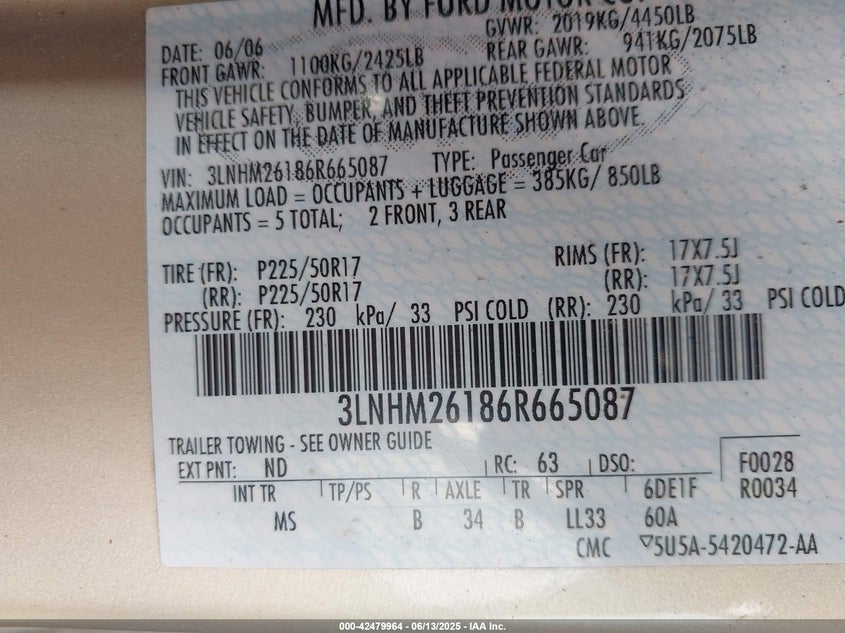 MFD. BY FORD MOTOR CO.
GVWR: 2019KG/4450LB
DATE: 06/06
REAR GAWR: 941KG/2075LB
FRONT GAWR: 1100KG/2425LB
THIS VEHICLE CONFORMS TO ALL APPLICABLE FEDERAL MOTOR
VEHICLE SAFETY, BUMPER, AND THEFT PREVENTION STANDARDS
IN EFFECT ON THE DATE OF MANUFACTURE SHOWN ABOVE.
VIN: 3LNHM26186R665087 TYPE: Passenger Car
MAXIMUM LOAD = OCCUPANTS + LUGGAGE = 385KG/ 850LB
OCCUPANTS = 5 TOTAL; 2 FRONT, 3 REAR
TIRE (FR): P225/50R17 RIMS (FR): 17X7.5J
(RR): P225/50R17 (RR): 17X7.5J
PRESSURE (FR): 230 kPa/ 33 PSI COLD (RR): 230 kPa/ 33 PSI COLD
3LNHM26186R665087
TRAILER TOWING - SEE OWNER GUIDE
EXT PNT: ND RC: 63 DSO: F0028
INT TR TP/PS R AXLE TR SPR 6DE1F R0034
MS B 34 B LL33 60A
CMC ▽5U5A-5420472-AA
000-42479964 - 06/13/2025 - IAA Inc.